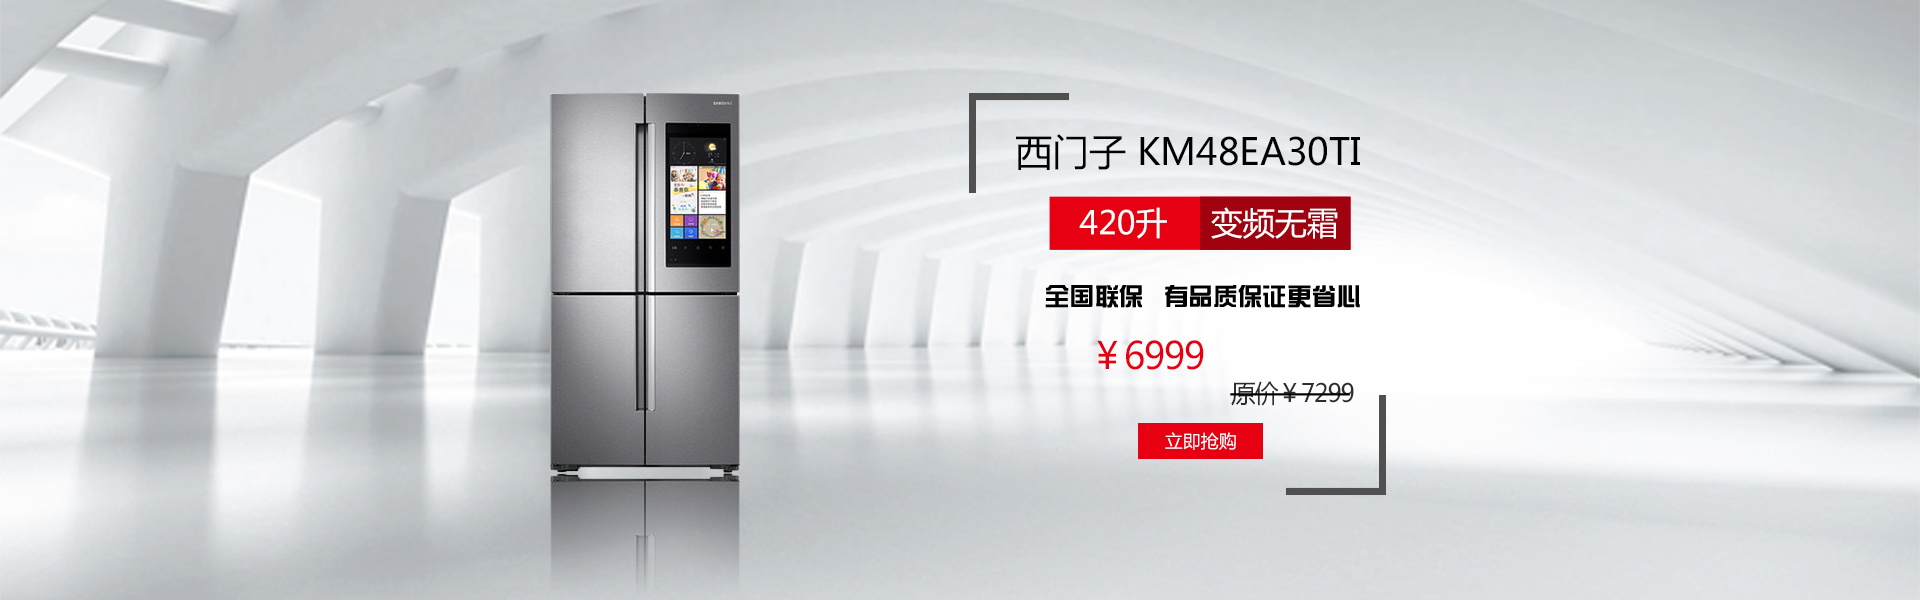 SAMSUNG
西门子 KM48EA30TI
420升 变频无霜
全国联保 有品质保证更省心
¥6999
原价¥7299
立即抢购